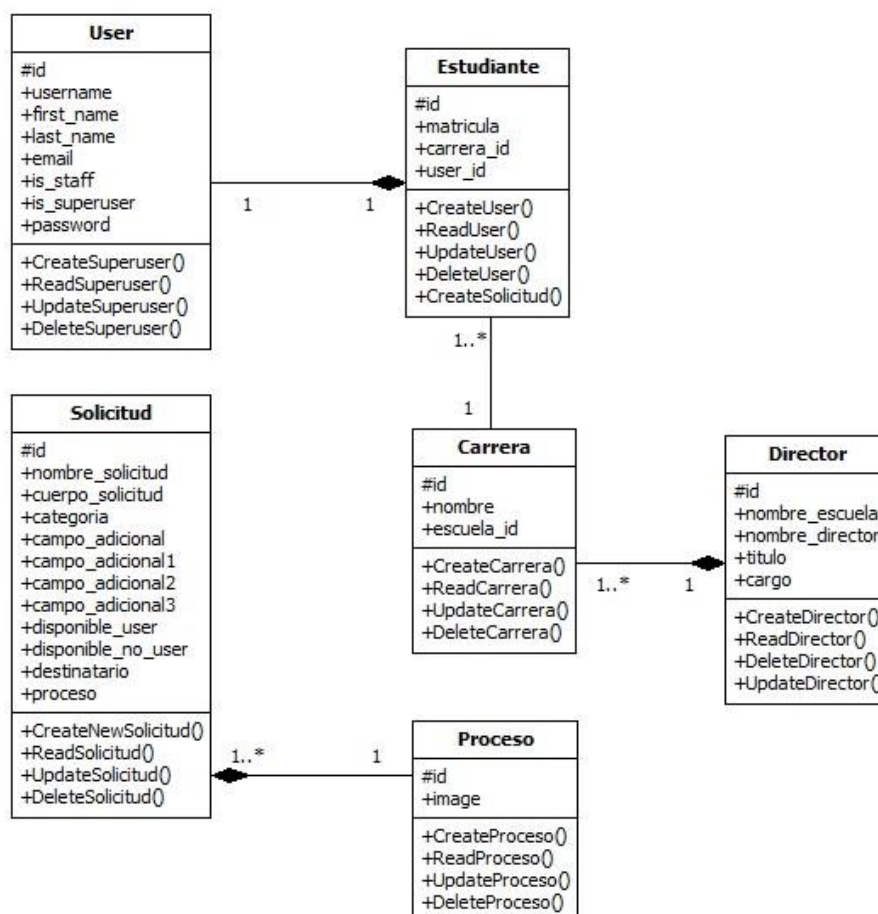 User
#id
+username
+first_name
+last_name
+email
+is_staff
+is_superuser
+password
+CreateSuperuser()
+ReadSuperuser()
+UpdateSuperuser()
+DeleteSuperuser()
1
1
Estudiante
#id
+matricula
+carrera_id
+user_id
+CreateUser()
+ReadUser()
+UpdateUser()
+DeleteUser()
+CreateSolicitud()
1..*
1
Solicitud
#id
+nombre_solicitud
+cuerpo_solicitud
+categoria
+campo_adicional
+campo_adicional1
+campo_adicional2
+campo_adicional3
+disponible_user
+disponible_no_user
+destinatario
+proceso
+CreateNewSolicitud()
+ReadSolicitud()
+UpdateSolicitud()
+DeleteSolicitud()
1..*
1
Carrera
#id
+nombre
+escuela_id
+CreateCarrera()
+ReadCarrera()
+UpdateCarrera()
+DeleteCarrera()
1..*
1
Director
#id
+nombre_escuela
+nombre_director
+titulo
+cargo
+CreateDirector()
+ReadDirector()
+DeleteDirector()
+UpdateDirector()
Proceso
#id
+image
+CreateProceso()
+ReadProceso()
+UpdateProceso()
+DeleteProceso()